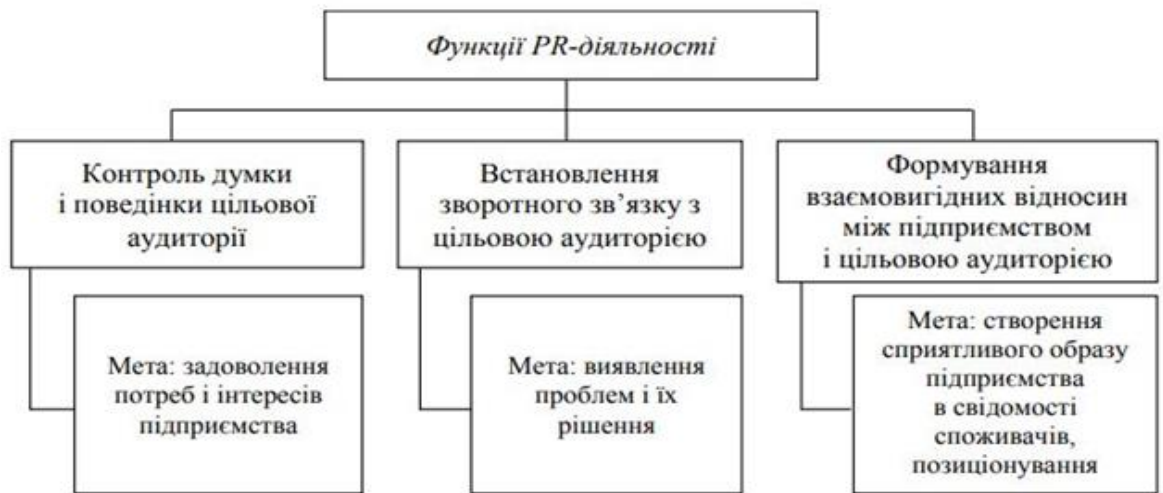 Функції PR-діяльності
Контроль думки
і поведінки цільової
аудиторії
Встановлення
зворотного зв’язку з
цільовою аудиторією
Формування
взаємовигідних відносин
між підприємством
і цільовою аудиторією
Мета: задоволення
потреб і інтересів
підприємства
Мета: виявлення
проблем і їх
рішення
Мета: створення
сприятливого образу
підприємства
в свідомості
споживачів,
позиціонування